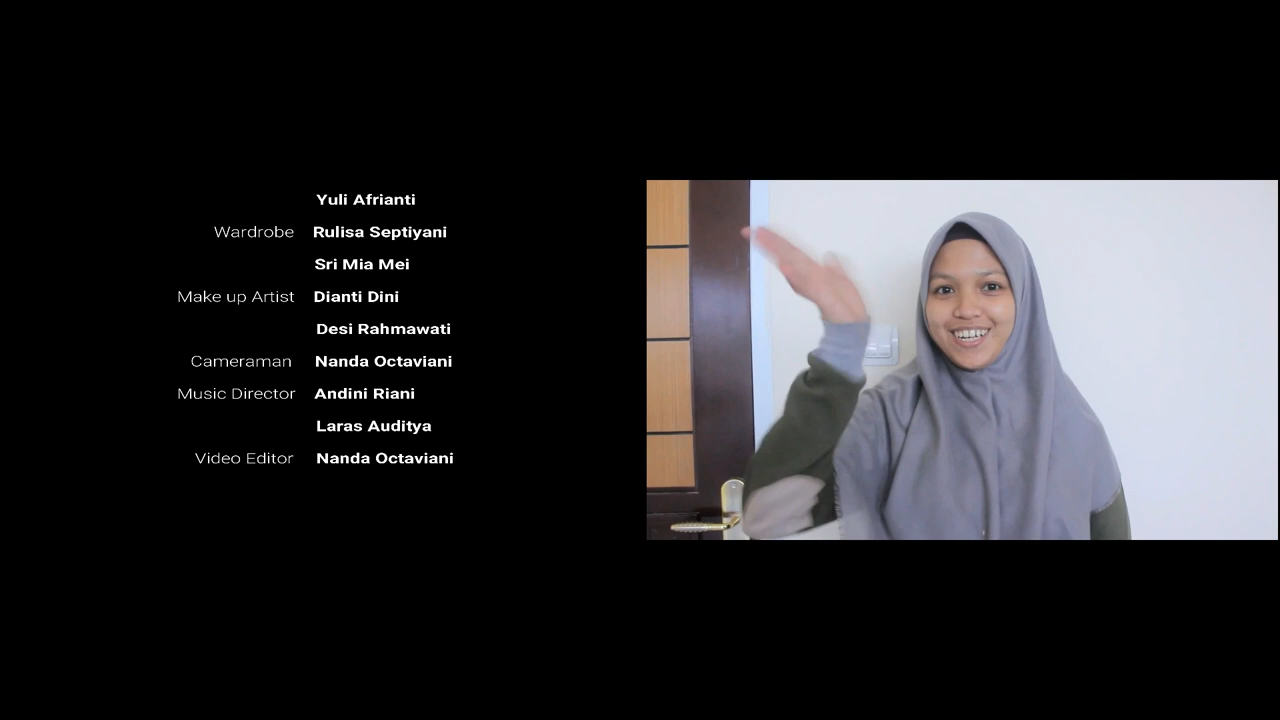 Yuli Afrianti
Wardrobe Rulisa Septiyani
Sri Mia Mei
Make up Artist Dianti Dini
Desi Rahmawati
Cameraman Nanda Octaviani
Music Director Andini Riani
Laras Auditya
Video Editor Nanda Octaviani